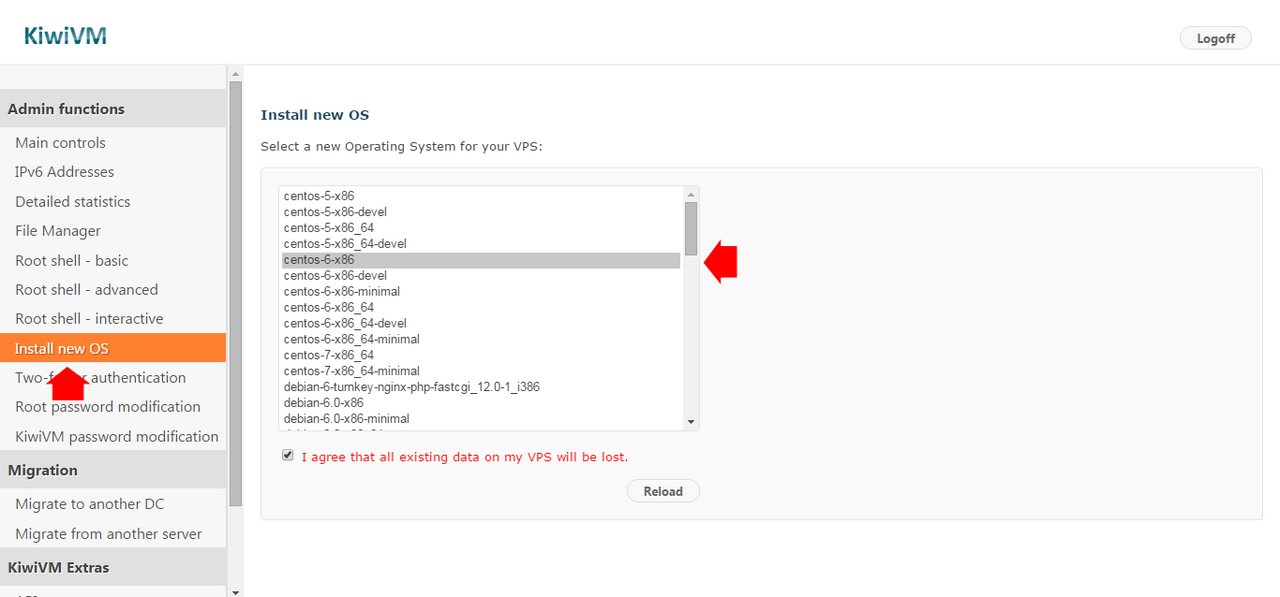 KiwiVM
Logoff
Admin functions
Main controls
IPv6 Addresses
Detailed statistics
File Manager
Root shell - basic
Root shell - advanced
Root shell - interactive
Install new OS
authentication
Root password modification
KiwiVM password modification
Migration
Migrate to another DC
Migrate from another server
KiwiVM Extras
Install new OS
Select a new Operating System for your VPS:
centos-5-x86
centos-5-x86-devel
centos-5-x86_64
centos-5-x86_64-devel
centos-6-x86
centos-6-x86-devel
centos-6-x86-minimal
centos-6-x86_64
centos-6-x86_64-devel
centos-6-x86_64-minimal
centos-7-x86_64
centos-7-x86_64-minimal
debian-6-turnkey-nginx-php-fastcgi_12.0-1_i386
debian-6.0-x86
debian-6.0-x86-minimal
I agree that all existing data on my VPS will be lost.
Reload